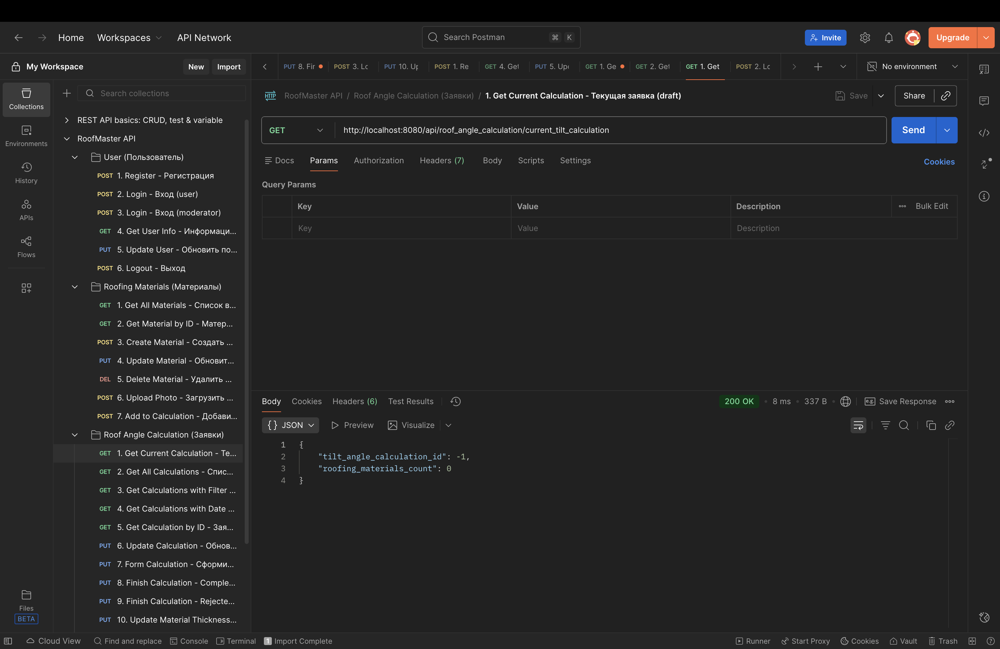 Home
Workspaces
API Network
Search Postman
⌘ K
Invite
Upgrade
My Workspace
New
Import
PUT 8. Fir
POST 3. Lc
PUT 10. Up
POST 1. Re
GET 4. Get
PUT 5. Upc
GET 1. Ge
GET 2. Get
GET 1. Get
POST 2. Lc
No environment
Collections
Environments
History
APIs
Flows
Files
BETA
Search collections
REST API basics: CRUD, test & variable
RoofMaster API
User (Пользователь)
POST 1. Register - Регистрация
POST 2. Login - Вход (user)
POST 3. Login - Вход (moderator)
GET 4. Get User Info - Информаци...
PUT 5. Update User - Обновить по...
POST 6. Logout - Выход
Roofing Materials (Материалы)
GET 1. Get All Materials - Список в...
GET 2. Get Material by ID - Матер...
POST 3. Create Material - Создать ...
PUT 4. Update Material - Обновит...
DEL 5. Delete Material - Удалить ...
POST 6. Upload Photo - Загрузить ...
POST 7. Add to Calculation - Добави...
Roof Angle Calculation (Заявки)
GET 1. Get Current Calculation - Те...
GET 2. Get All Calculations - Спис...
GET 3. Get Calculations with Filter ...
GET 4. Get Calculations with Date ...
GET 5. Get Calculation by ID - Зая...
PUT 6. Update Calculation - Обнов...
PUT 7. Form Calculation - Сформи...
PUT 8. Finish Calculation - Comple...
PUT 9. Finish Calculation - Rejecte...
PUT 10. Update Material Thickness...
HTTP RoofMaster API / Roof Angle Calculation (Заявки) / 1. Get Current Calculation - Текущая заявка (draft)
Save
Share
GET http://localhost:8080/api/roof_angle_calculation/current_tilt_calculation
Send
Docs
Params
Authorization
Headers (7)
Body
Scripts
Settings
Cookies
Query Params
Key Value Description Bulk Edit
Key Value Description
Body
Cookies
Headers (6)
Test Results
200 OK
8 ms
337 B
e.g. Save Response
{} JSON
Preview
Visualize
1 {
2 "tilt_angle_calculation_id": -1,
3 "roofing_materials_count": 0
4 }
Cloud View
Find and replace
Console
Terminal
1 Import Complete
Runner
Start Proxy
Cookies
Vault
Trash